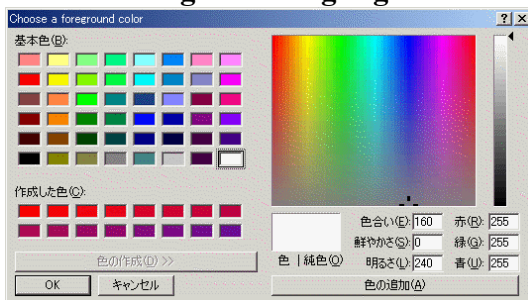 Choose a foreground color
基本色(B):
作成した色(C):
色の作成(D) >>
OK キャンセル
色 | 純色(O)
色合い(E): 160 赤(R): 255
鮮やかさ(S): 0 緑(G): 255
明るさ(L): 240 青(U): 255
色の追加(A)